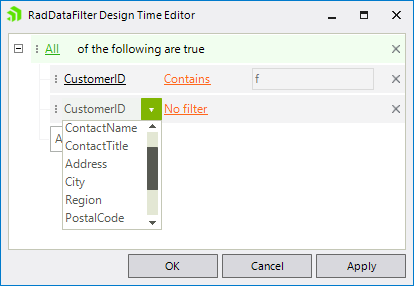 RadDataFilter Design Time Editor
All of the following are true
CustomerID Contains f
CustomerID No filter
A
ContactName
ContactTitle
Address
City
Region
PostalCode
OK Cancel Apply